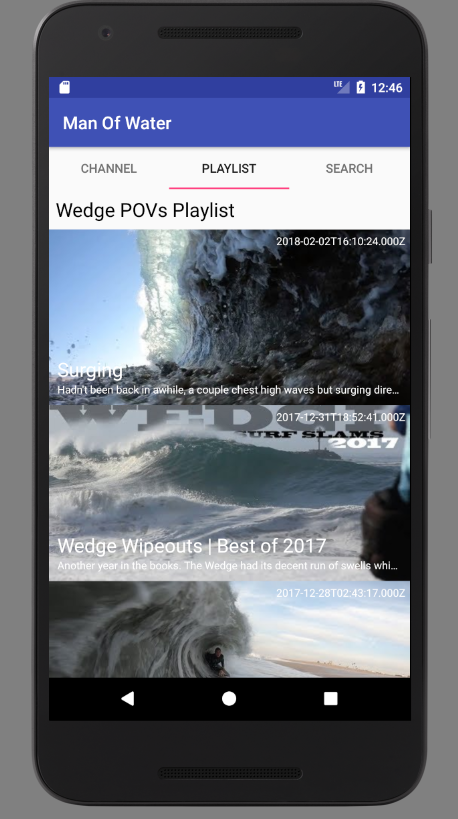 LTE 12:46
Man Of Water
CHANNEL PLAYLIST SEARCH
Wedge POVs Playlist
2018-02-02T16:10:24.000Z
Surging
Hadn't been back in awhile, a couple chest high waves but surging dire...
WEDGE
2017-12-31T18:52:41.000Z
SURF SLAMS
2017
Wedge Wipeouts | Best of 2017
Another year in the books. The Wedge had its decent run of swells whi...
2017-12-28T02:43:17.000Z